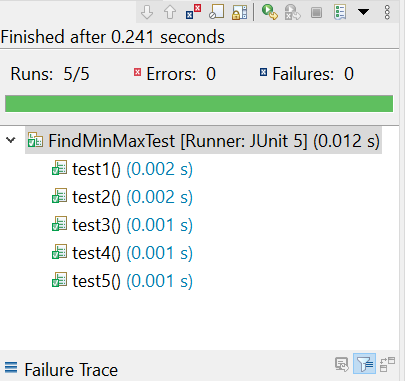 Finished after 0.241 seconds
Runs: 5/5 Errors: 0 Failures: 0
FindMinMaxTest [Runner: JUnit 5] (0.012 s)
test1() (0.002 s)
test2() (0.002 s)
test3() (0.001 s)
test4() (0.001 s)
test5() (0.001 s)
Failure Trace